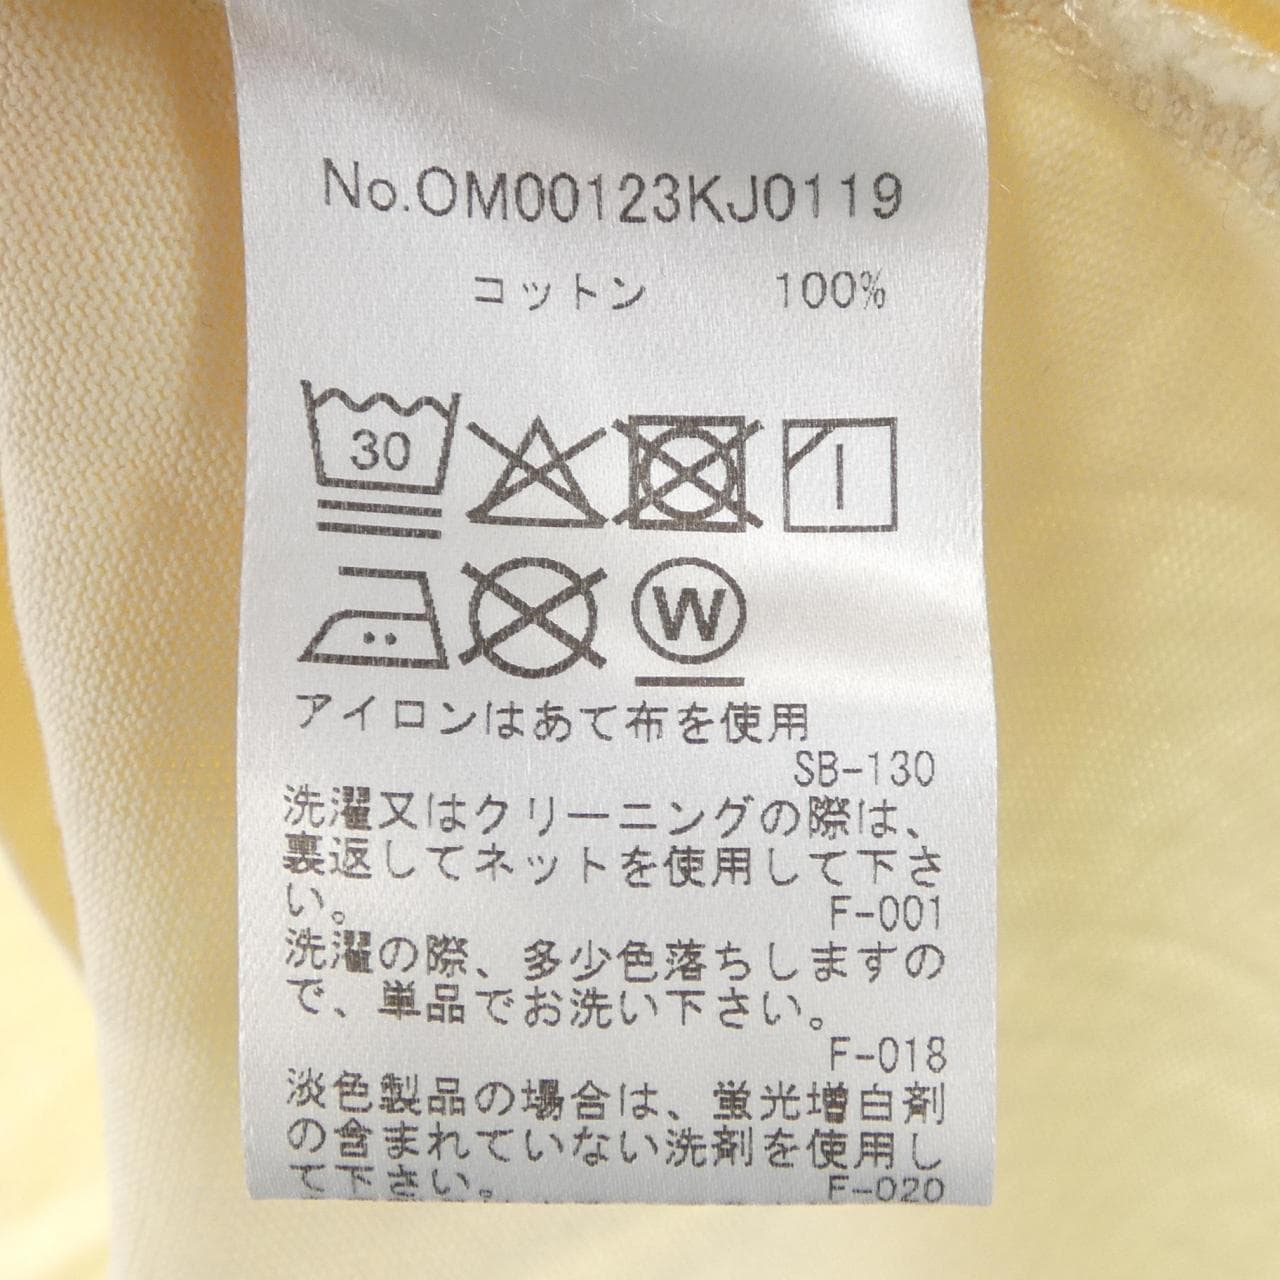 No.OM00123KJ0119
コットン 100%
30
W
アイロンはあて布を使用
SB-130
洗濯又はクリーニングの際は、
裏返してネットを使用して下さ
い。
F-001
洗濯の際、多少色落ちしますの
で、単品でお洗い下さい。
F-018
淡色製品の場合は、蛍光増白剤
の含まれていない洗剤を使用し
て下さい。
F-020